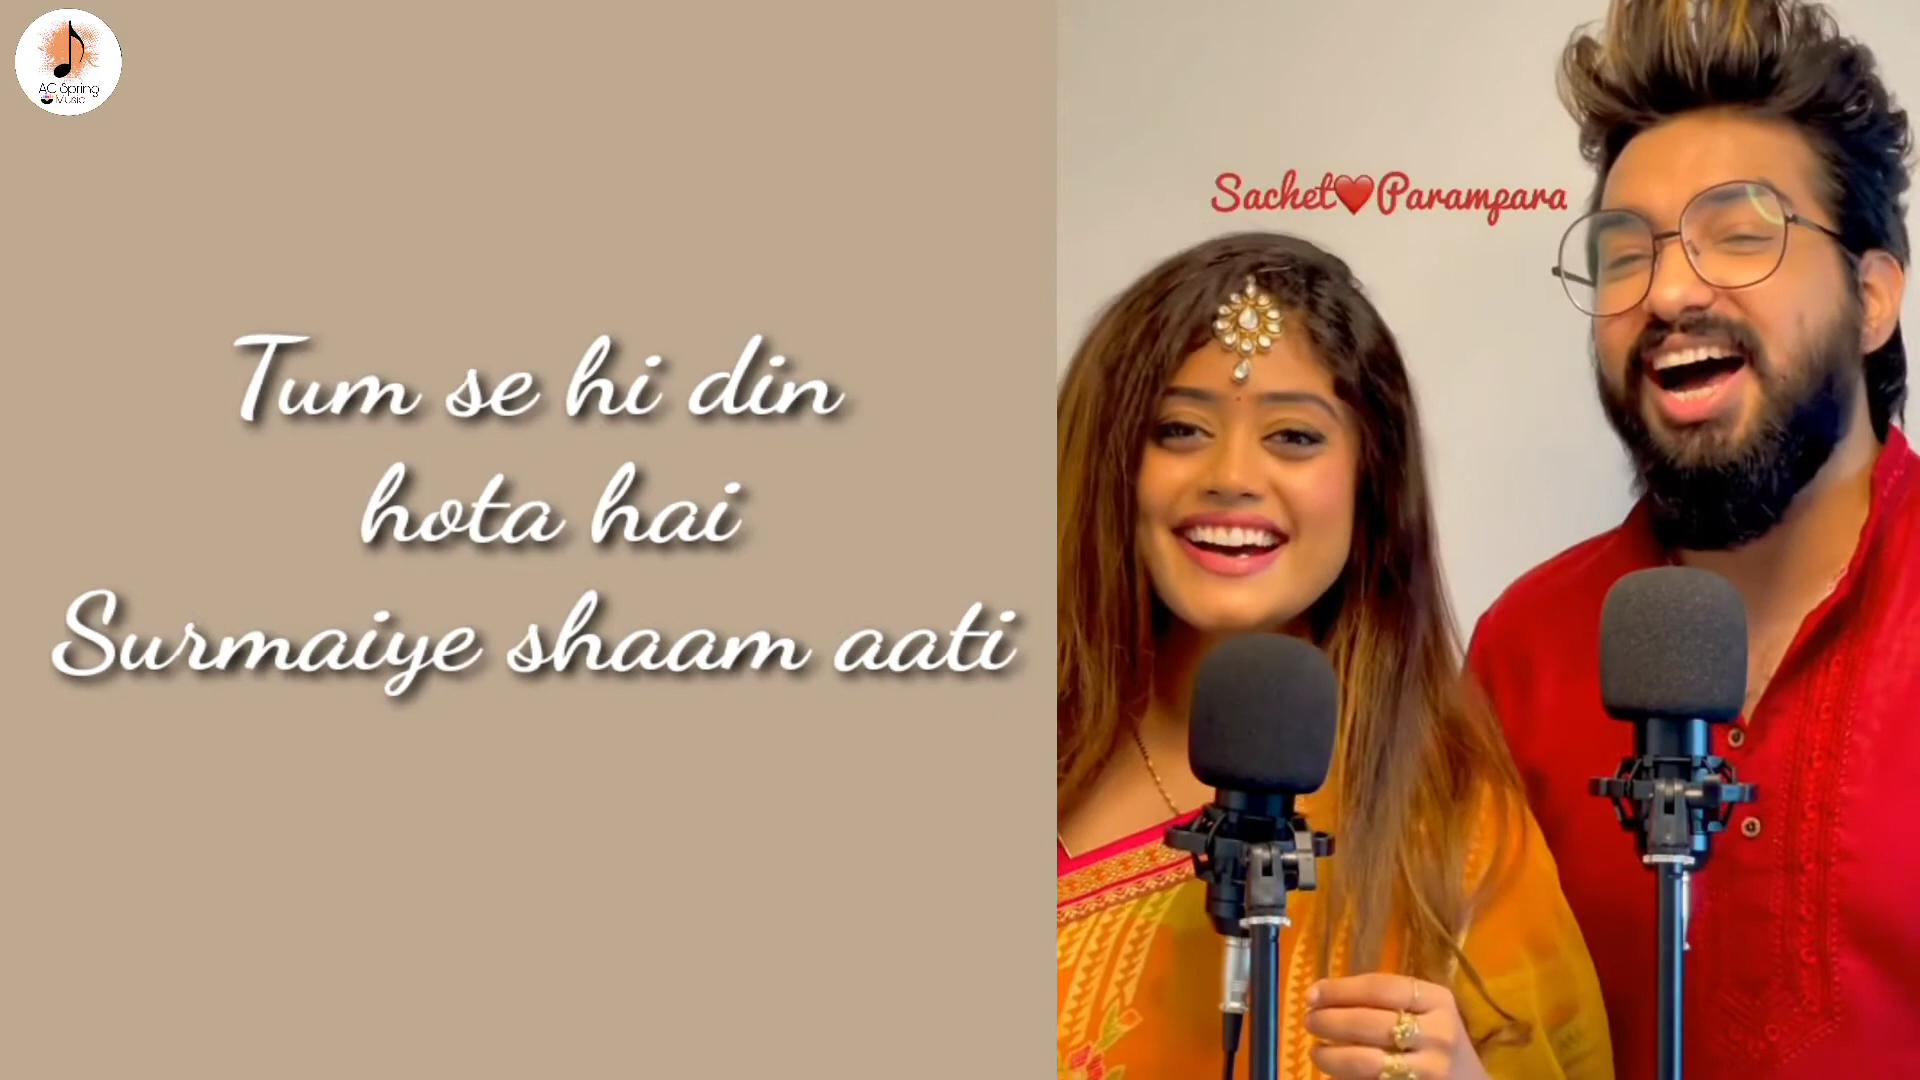 AC Spring
Music
Sachet❤️Parampara
Tum se hi din
hota hai
Surmaiye shaam aati